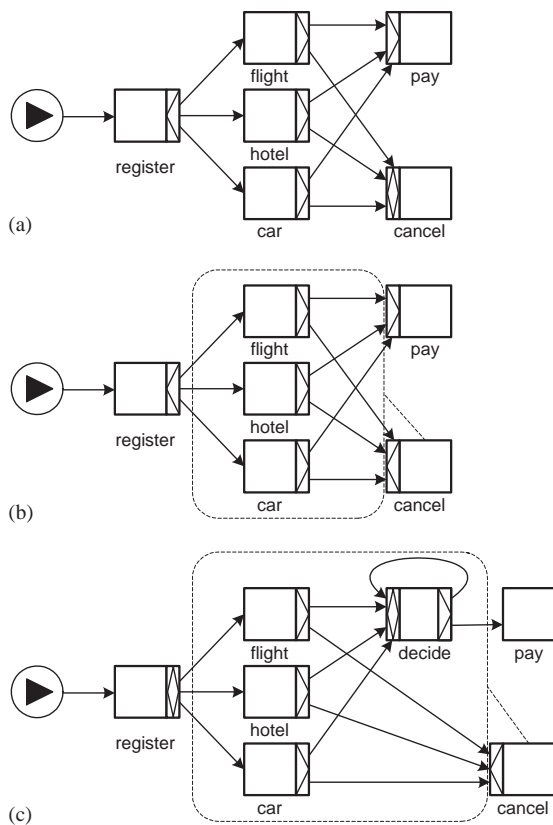 flight
pay
register
hotel
car
cancel
(a)
flight
pay
register
hotel
car
cancel
(b)
flight
decide
pay
register
hotel
car
cancel
(c)